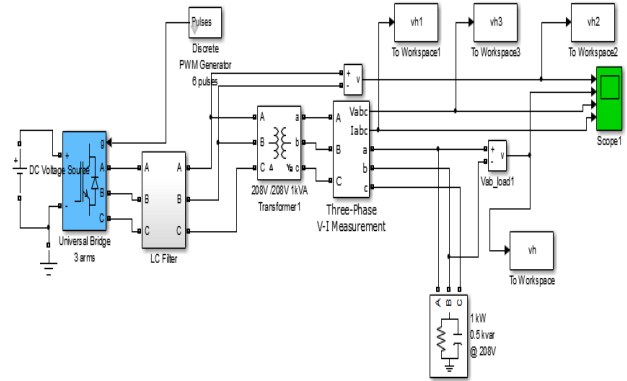 vh1
To Workspace1
vh3
To Workspace3
vh2
To Workspace2
Pulses
Discrete
PWM Generator
6 pulses
+
-
v
Scope1
DC Voltage Source
+
+
-
g
A
B
C
Universal Bridge
3 arms
A
B
C
A
B
C
LC Filter
A
B
C
a
b
c
Δ
208V /208V 1kVA
Transformer1
A
B
C
Vabc
Iabc
a
b
c
Three-Phase
V-I Measurement
+
-
v
Vab_load1
vh
To Workspace
A
B
C
1 kW
0.5 kvar
@ 208V